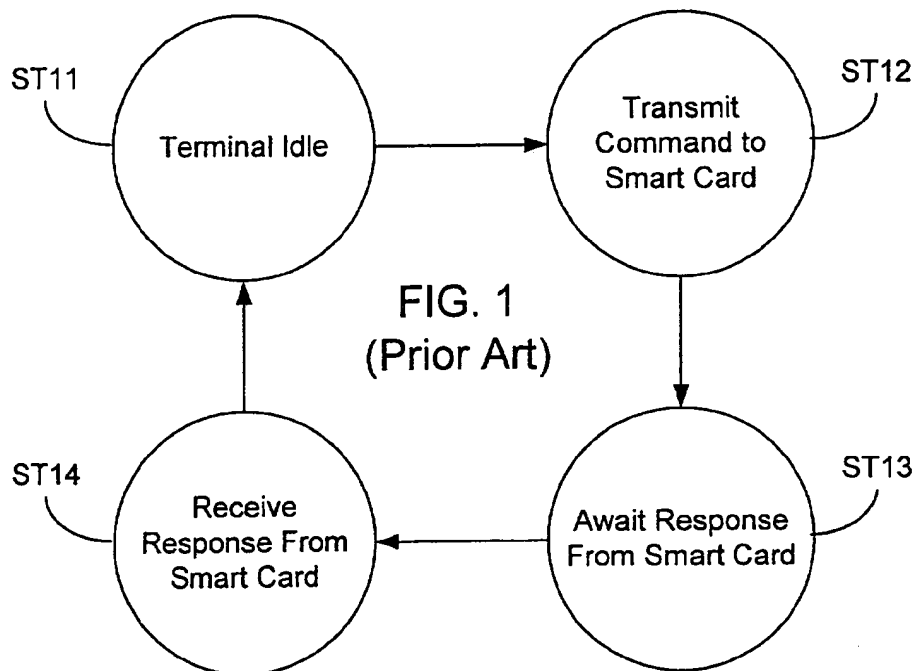 ST11
Terminal Idle
ST12
Transmit
Command to
Smart Card
FIG. 1
(Prior Art)
ST14
Receive
Response From
Smart Card
ST13
Await Response
From Smart Card